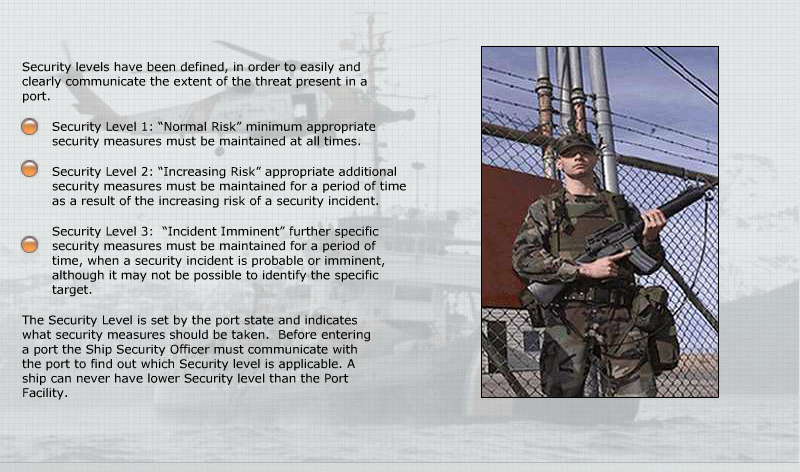 Security levels have been defined, in order to easily and
clearly communicate the extent of the threat present in a
port.
Security Level 1: “Normal Risk” minimum appropriate
security measures must be maintained at all times.
Security Level 2: “Increasing Risk” appropriate additional
security measures must be maintained for a period of time
as a result of the increasing risk of a security incident.
Security Level 3:  “Incident Imminent” further specific
security measures must be maintained for a period of
time, when a security incident is probable or imminent,
although it may not be possible to identify the specific
target.
The Security Level is set by the port state and indicates
what security measures should be taken.  Before entering
a port the Ship Security Officer must communicate with
the port to find out which Security level is applicable. A
ship can never have lower Security level than the Port
Facility.